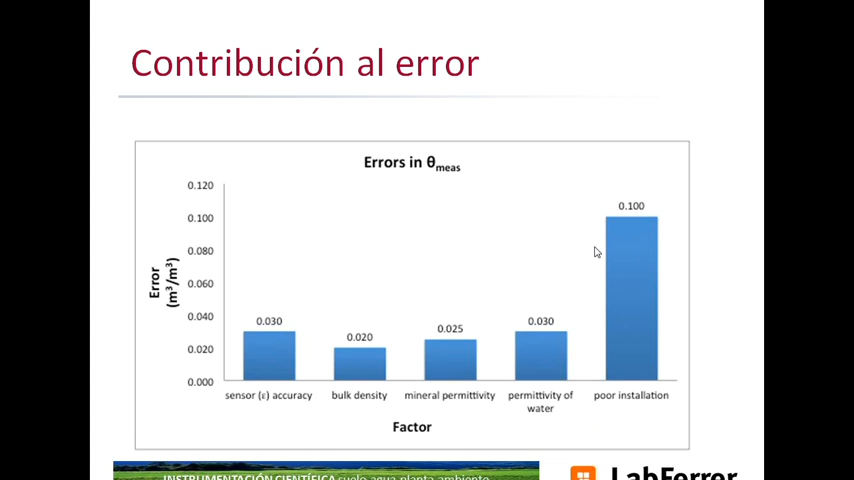 Contribución al error
Errors in θmeas
0.120
0.100
0.080
0.060
0.040
0.020
0.000
Error
(m³/m³)
0.030
0.020
0.025
0.030
0.100
sensor (ε) accuracy
bulk density
mineral permittivity
permittivity of
water
poor installation
Factor
INSTRUMENTACIÓN CIENTÍFICA suelo agua planta ambiente
LabFerrer